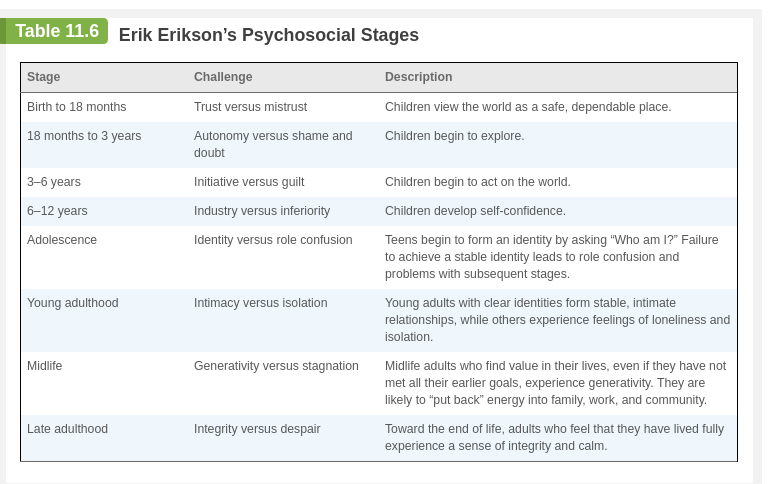 Table 11.6 Erik Erikson’s Psychosocial Stages
Stage Challenge Description
Birth to 18 months Trust versus mistrust Children view the world as a safe, dependable place.
18 months to 3 years Autonomy versus shame and Children begin to explore.
doubt
3–6 years Initiative versus guilt Children begin to act on the world.
6–12 years Industry versus inferiority Children develop self-confidence.
Adolescence Identity versus role confusion Teens begin to form an identity by asking “Who am I?” Failure
to achieve a stable identity leads to role confusion and
problems with subsequent stages.
Young adulthood Intimacy versus isolation Young adults with clear identities form stable, intimate
relationships, while others experience feelings of loneliness and
isolation.
Midlife Generativity versus stagnation Midlife adults who find value in their lives, even if they have not
met all their earlier goals, experience generativity. They are
likely to “put back” energy into family, work, and community.
Late adulthood Integrity versus despair Toward the end of life, adults who feel that they have lived fully
experience a sense of integrity and calm.